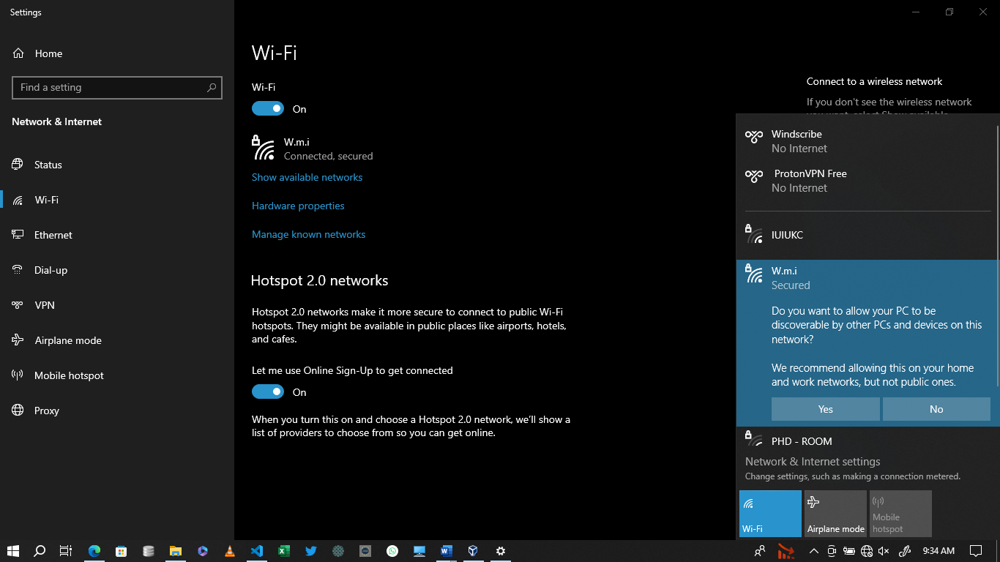 Settings
Home
Find a setting
Network & Internet
Status
Wi-Fi
Ethernet
Dial-up
VPN
Airplane mode
Mobile hotspot
Proxy
Wi-Fi
Wi-Fi
On
W.m.i
Connected, secured
Show available networks
Hardware properties
Manage known networks
Hotspot 2.0 networks
Hotspot 2.0 networks make it more secure to connect to public Wi-Fi
hotspots. They might be available in public places like airports, hotels,
and cafes.
Let me use Online Sign-Up to get connected
On
When you turn this on and choose a Hotspot 2.0 network, we'll show a
list of providers to choose from so you can get online.
Connect to a wireless network
If you don't see the wireless network
you want, select Show available
Windscribe
No Internet
ProtonVPN Free
No Internet
IUIUKC
W.m.i
Secured
Do you want to allow your PC to be
discoverable by other PCs and devices on this
network?
We recommend allowing this on your home
and work networks, but not public ones.
Yes
No
PHD - ROOM
Network & Internet settings
Change settings, such as making a connection metered.
Wi-Fi
Airplane mode
Mobile
hotspot
9:34 AM